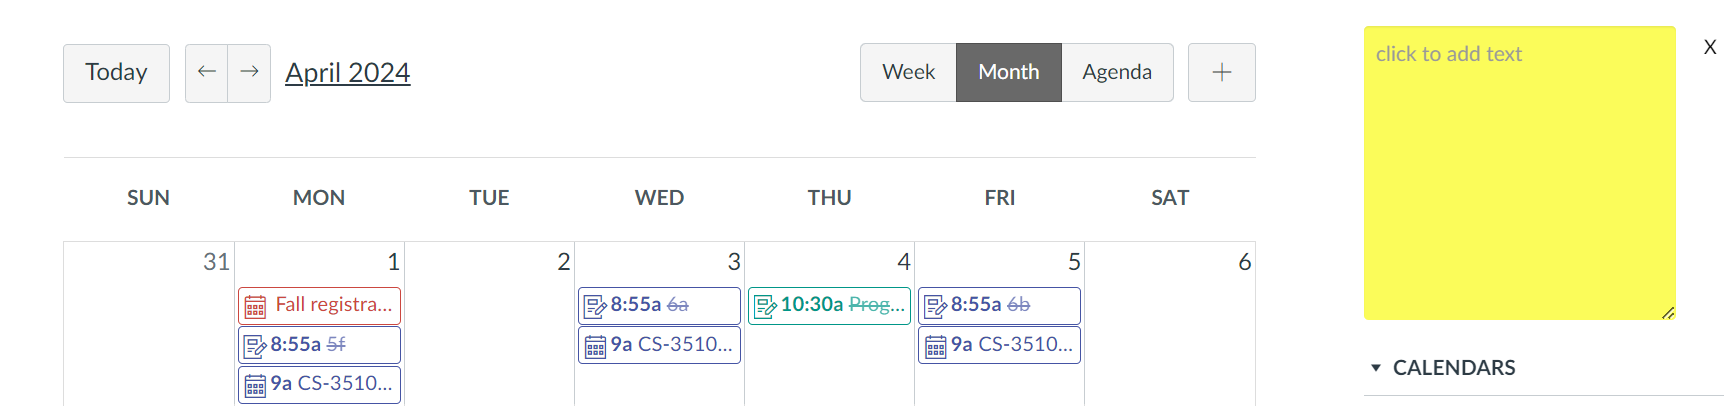 Today ← → April 2024 Week Month Agenda +
click to add text X
SUN MON TUE WED THU FRI SAT
31 1 2 3 4 5 6
Fall registra... 8:55a 6a 10:30a Prog... 8:55a 6b
8:55a 5f 9a CS-3510... 9a CS-3510...
9a CS-3510...
CALENDARS